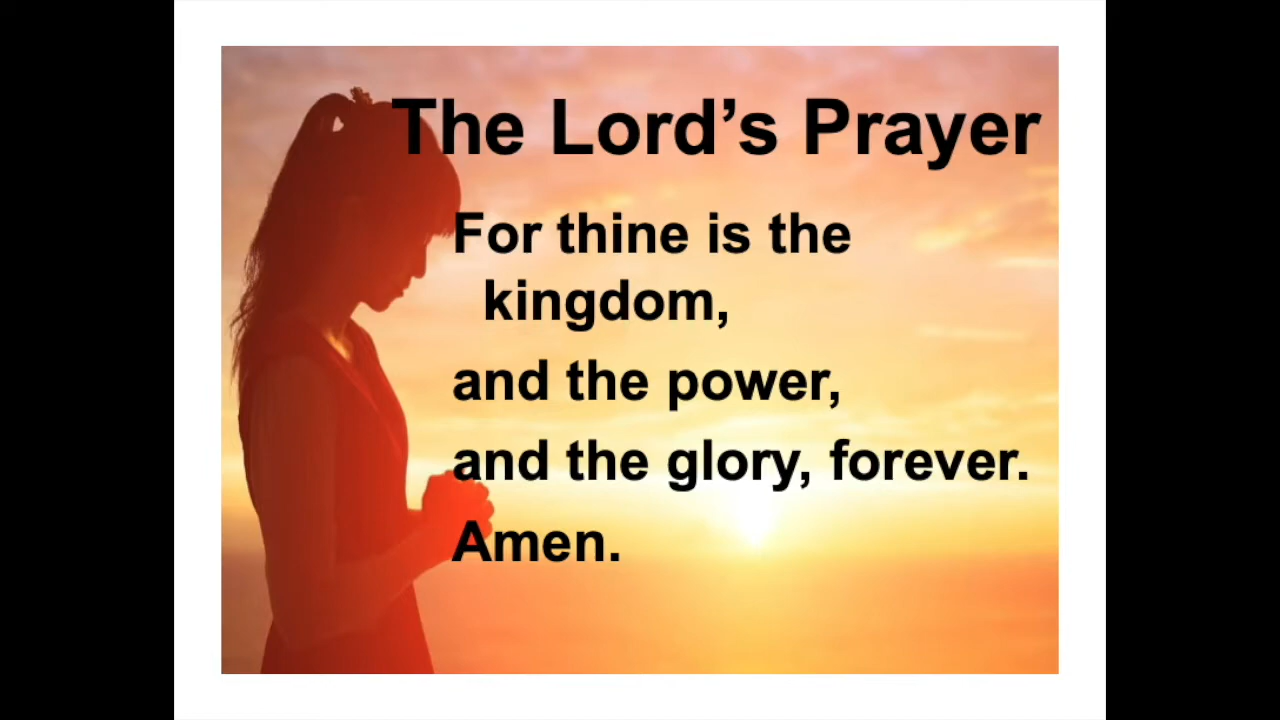 The Lord’s Prayer
For thine is the
kingdom,
and the power,
and the glory, forever.
Amen.